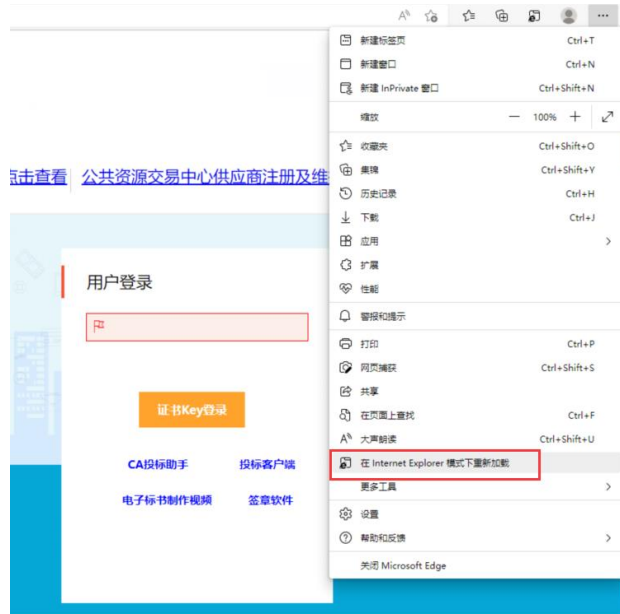 新建标签页 Ctrl+T
新建窗口 Ctrl+N
新建 InPrivate 窗口 Ctrl+Shift+N
缩放 — 100% +
收藏夹 Ctrl+Shift+O
集锦 Ctrl+Shift+Y
历史记录 Ctrl+H
下载 Ctrl+J
应用
扩展
性能
警报和提示
打印 Ctrl+P
网页捕获 Ctrl+Shift+S
共享
在页面上查找 Ctrl+F
大声朗读 Ctrl+Shift+U
在 Internet Explorer 模式下重新加载
更多工具
设置
帮助和反馈
关闭 Microsoft Edge
点击查看 公共资源交易中心供应商注册及维
用户登录
证书Key登录
CA投标助手 投标客户端
电子标书制作视频 签章软件